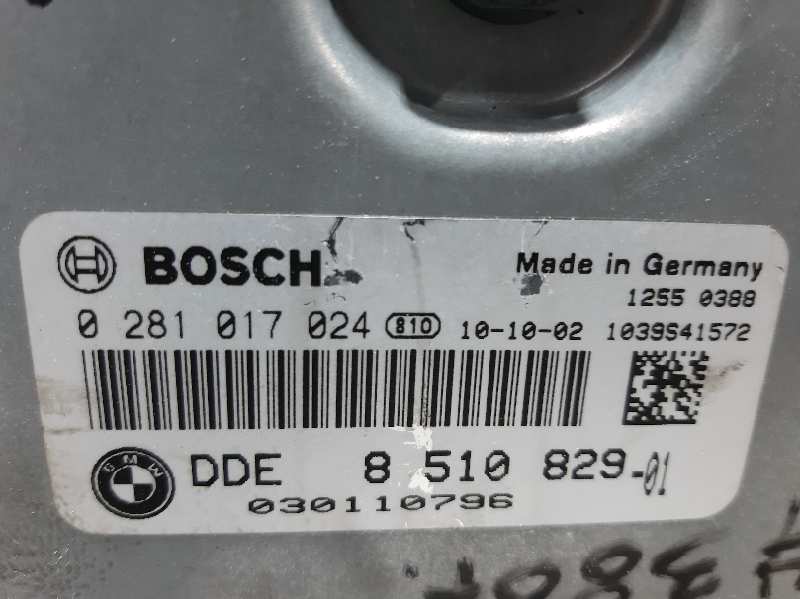 BOSCH Made in Germany
1255 0388
0 281 017 024 810 10-10-02 1039S41572
BMW DDE 8 510 829-01
030110796